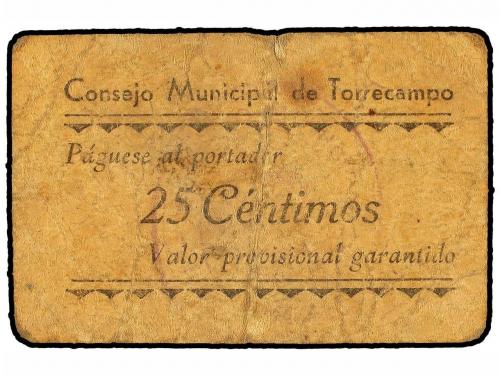 Consejo Municipal de Torrecampo
Páguese al portador
25 Céntimos
Valor provisional garantido